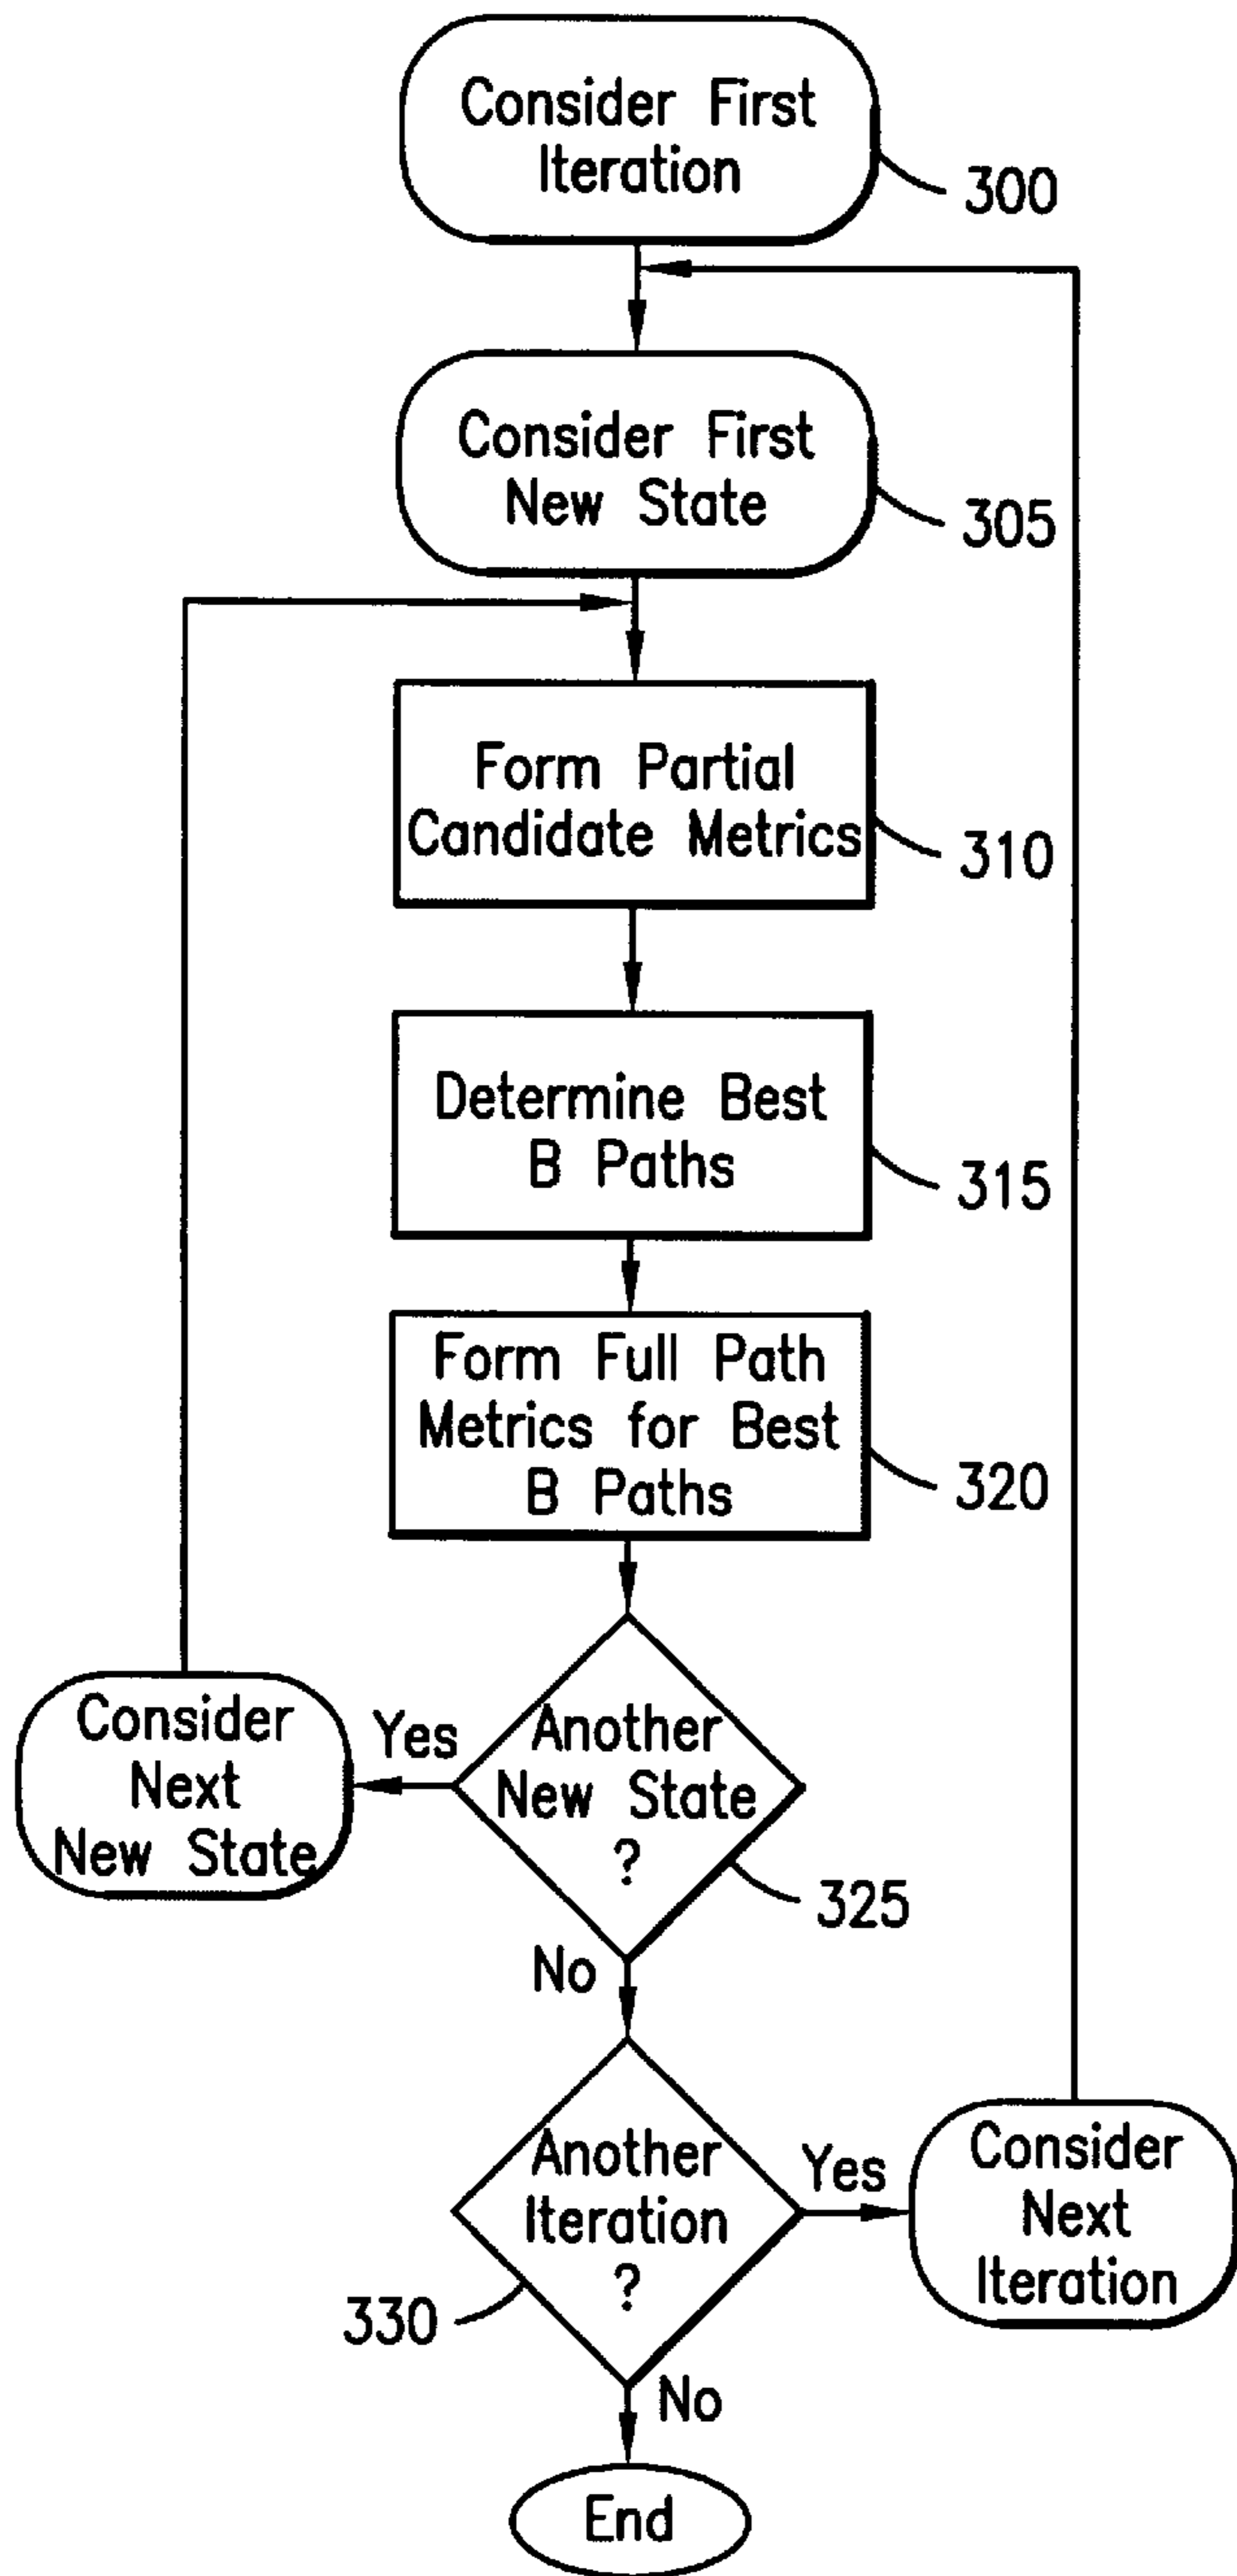 Consider First
Iteration
300
Consider First
New State
305
Form Partial
Candidate Metrics
310
Determine Best
B Paths
315
Form Full Path
Metrics for Best
B Paths
320
Consider
Next
New State
Yes
Another
New State
?
325
No
Another
Iteration
?
330
Yes
Consider
Next
Iteration
No
End